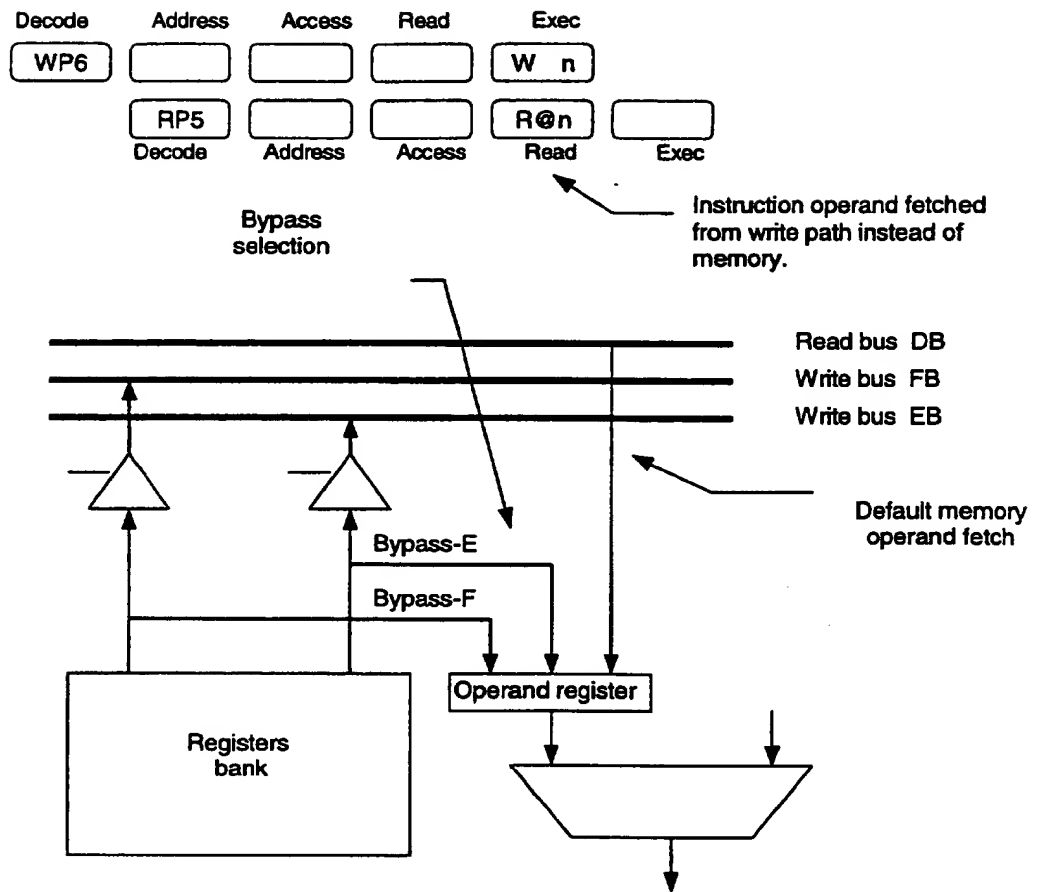 Decode Address Access Read Exec
WP6 W n
RP5 R@n
Decode Address Access Read Exec
Bypass
selection
Instruction operand fetched
from write path instead of
memory.
Read bus DB
Write bus FB
Write bus EB
Default memory
operand fetch
Bypass-E
Bypass-F
Operand register
Registers
bank